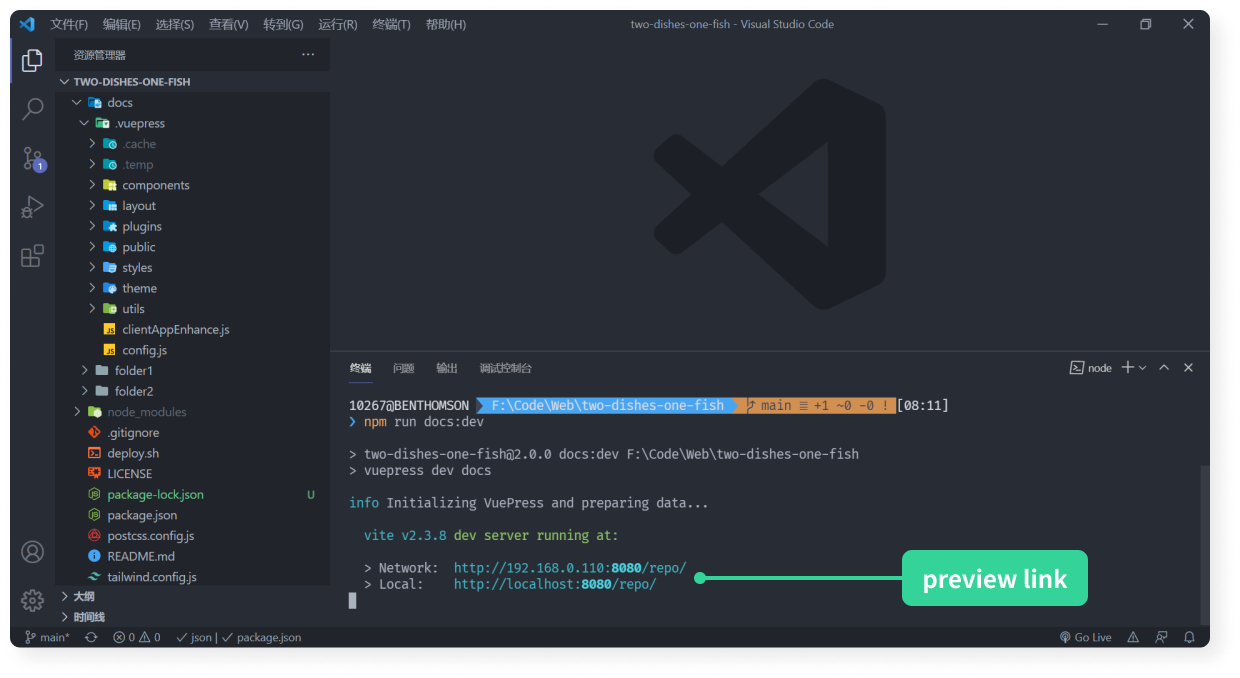 文件(F) 编辑(E) 选择(S) 查看(V) 转到(G) 运行(R) 终端(T) 帮助(H) two-dishes-one-fish - Visual Studio Code
资源管理器 ···
TWO-DISHES-ONE-FISH
docs
.vuepress
.cache
.temp
components
layout
plugins
public
styles
theme
utils
JS clientAppEnhance.js
JS config.js
folder1
folder2
node_modules
.gitignore
deploy.sh
LICENSE
package-lock.json U
package.json
postcss.config.js
README.md
tailwind.config.js
大纲
时间线
1
终端 问题 输出 调试控制台 node
10267@BENTHOMSON F:\Code\Web\two-dishes-one-fish main ≡ +1 ~0 -0 ! [08:11]
❯ npm run docs:dev
> two-dishes-one-fish@2.0.0 docs:dev F:\Code\Web\two-dishes-one-fish
> vuepress dev docs
info Initializing VuePress and preparing data...
vite v2.3.8 dev server running at:
> Network: http://192.168.0.110:8080/repo/
> Local: http://localhost:8080/repo/
preview link
main* 0 0 ✓ json | ✓ package.json Go Live